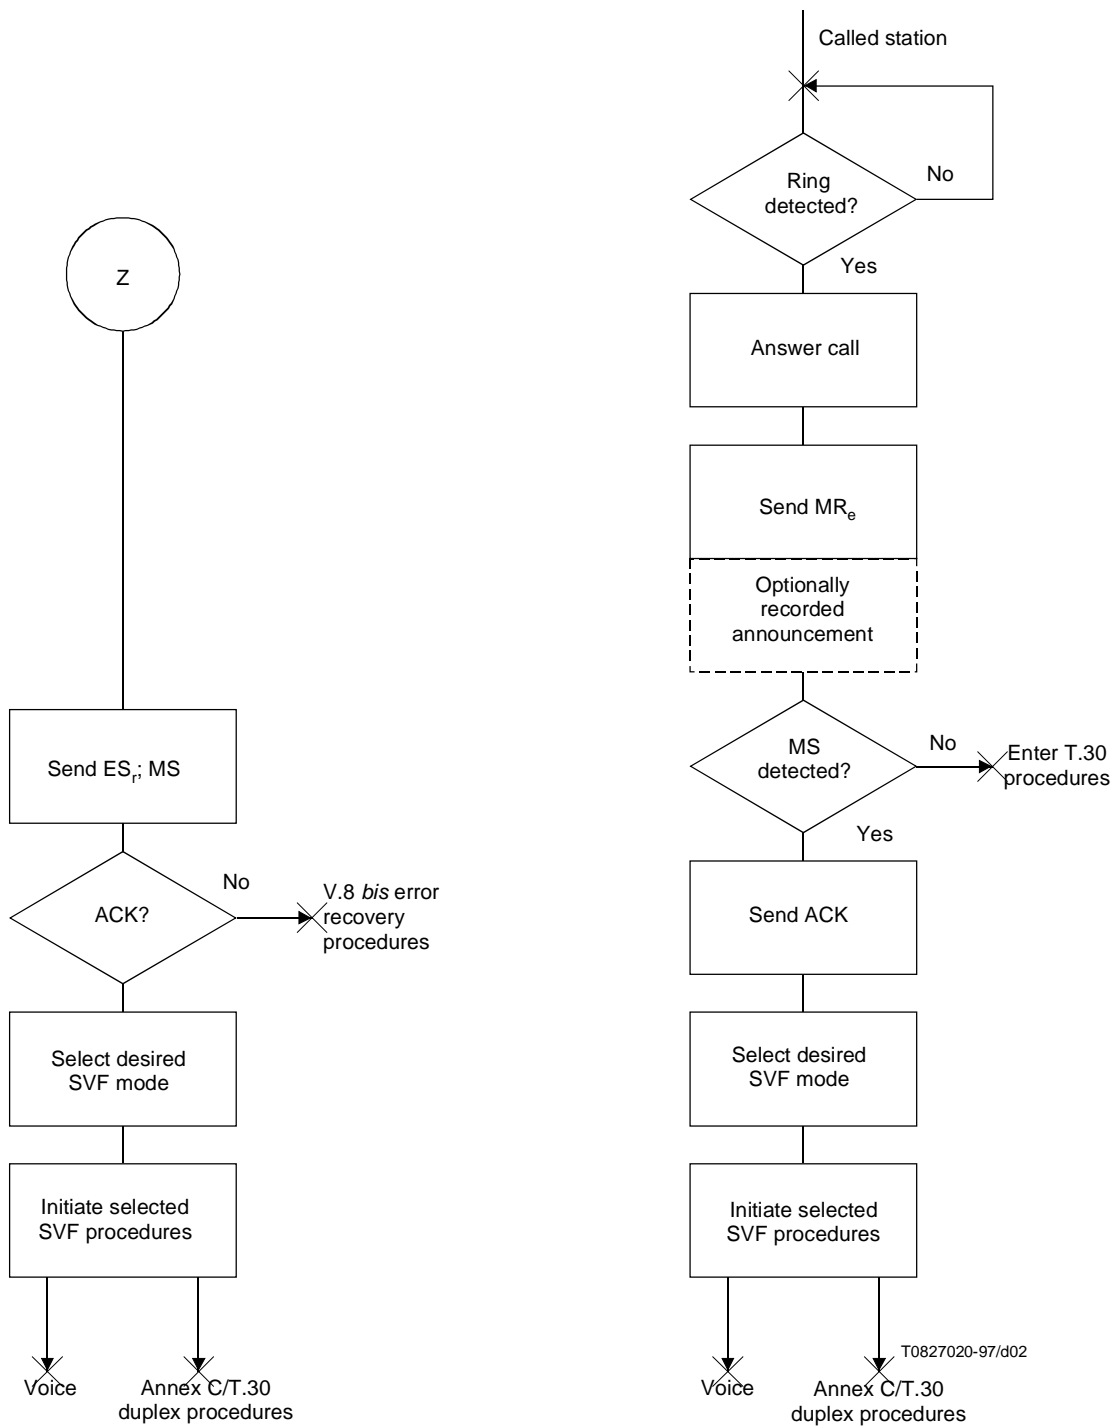 Z
Send ESr; MS
ACK?
No
V.8 bis error
recovery
procedures
Select desired
SVF mode
Initiate selected
SVF procedures
Voice
Annex C/T.30
duplex procedures
Called station
Ring
detected?
No
Yes
Answer call
Send MRe
Optionally
recorded
announcement
MS
detected?
No
Enter T.30
procedures
Yes
Send ACK
Select desired
SVF mode
Initiate selected
SVF procedures
T0827020-97/d02
Voice
Annex C/T.30
duplex procedures